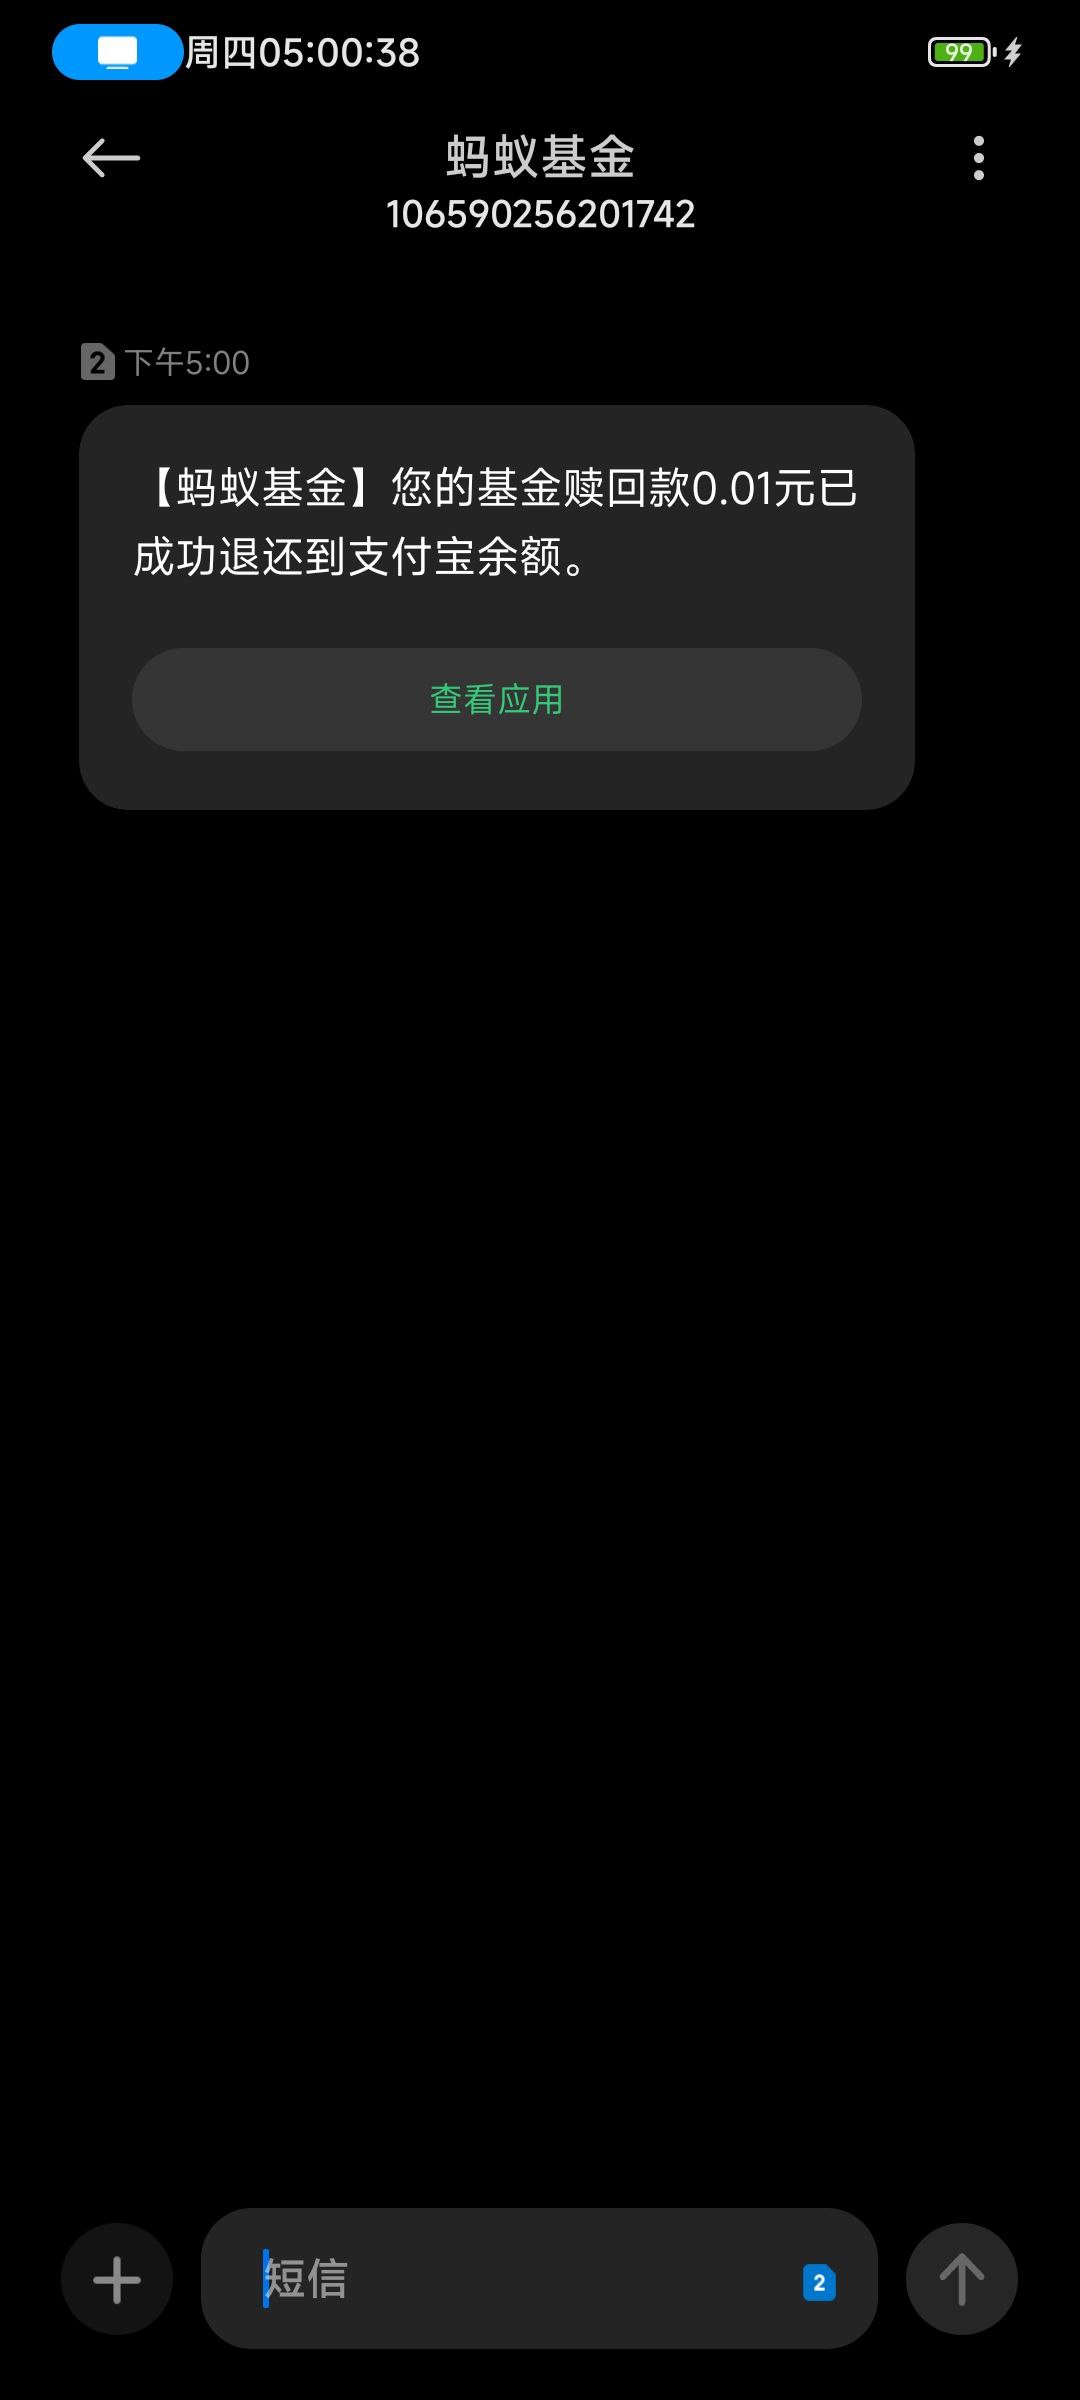 周四05:00:38
99
蚂蚁基金
106590256201742
2 下午5:00
【蚂蚁基金】您的基金赎回款0.01元已
成功退还到支付宝余额。
查看应用
短信
2